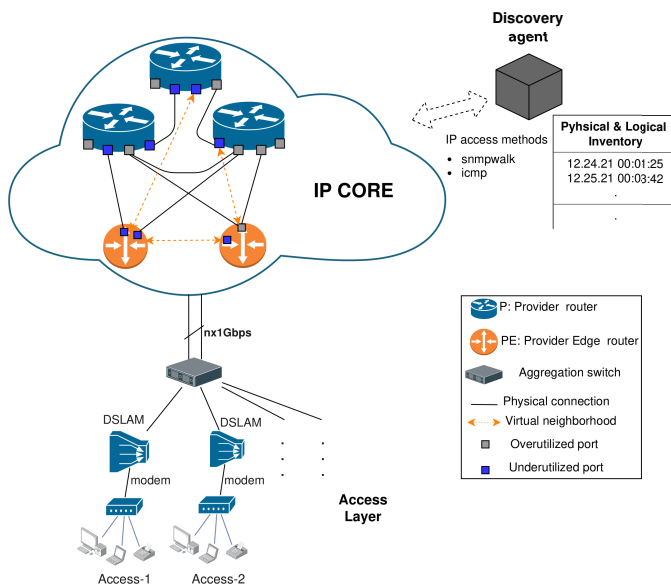 Discovery
agent
IP access methods
• snmpwalk
• icmp
Pyhsical & Logical
Inventory
12.24.21 00:01:25
12.25.21 00:03:42
.
.
IP CORE
nx1Gbps
P: Provider router
PE: Provider Edge router
Aggregation switch
Physical connection
Virtual neighborhood
Overutilized port
Underutilized port
DSLAM
DSLAM
modem
modem
Access
Layer
Access-1
Access-2